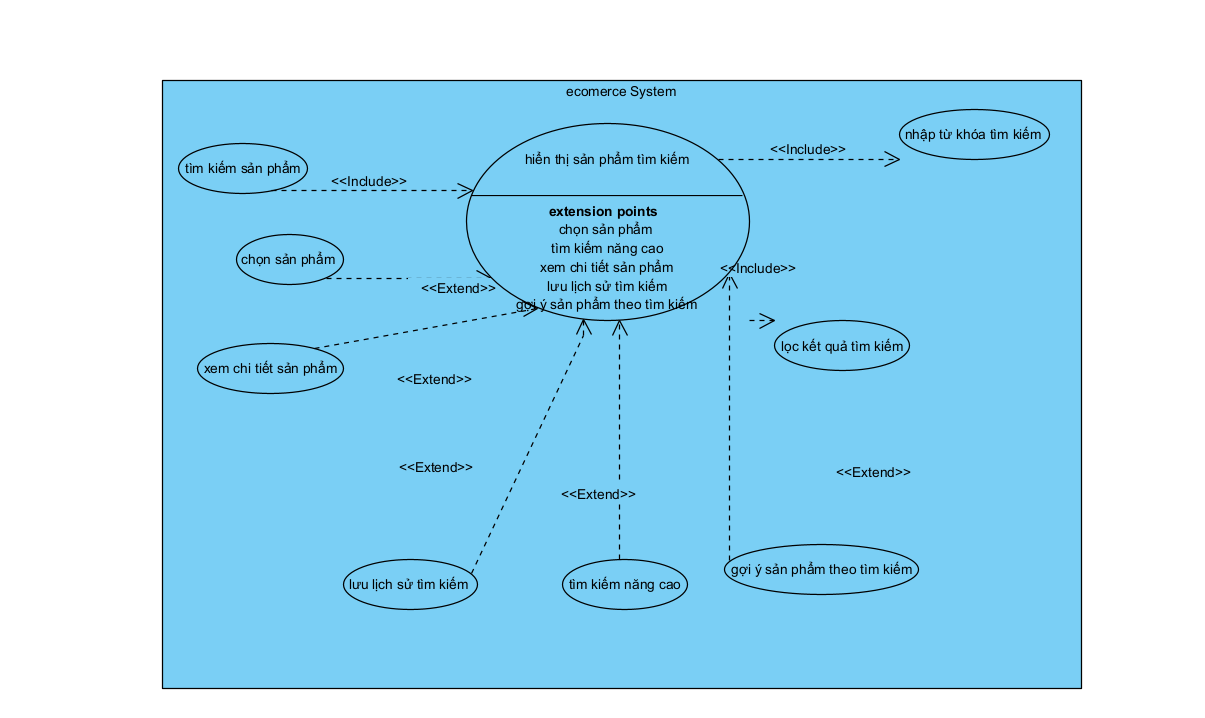 ecomerce System
nhập từ khóa tìm kiếm
<<Include>>
hiển thị sản phẩm tìm kiếm
tìm kiếm sản phẩm
<<Include>>
extension points
chọn sản phẩm
tìm kiếm năng cao
xem chi tiết sản phẩm
lưu lịch sử tìm kiếm
gợi ý sản phẩm theo tìm kiếm
chọn sản phẩm
<<Include>>
<<Extend>>
lọc kết quả tìm kiếm
xem chi tiết sản phẩm
<<Extend>>
<<Extend>>
<<Extend>>
<<Extend>>
gợi ý sản phẩm theo tìm kiếm
lưu lịch sử tìm kiếm
tìm kiếm năng cao